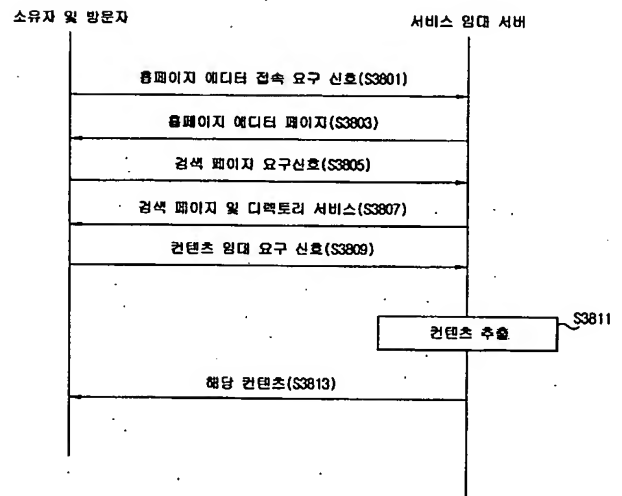 소유자 및 방문자
서비스 임대 서버
홈페이지 에디터 접속 요구 신호(S3801)
홈페이지 에디터 페이지(S3803)
검색 페이지 요구신호(S3805)
검색 페이지 및 디렉토리 서비스(S3807)
컨텐츠 임대 요구 신호(S3809)
컨텐츠 추출
S3811
해당 컨텐츠(S3813)